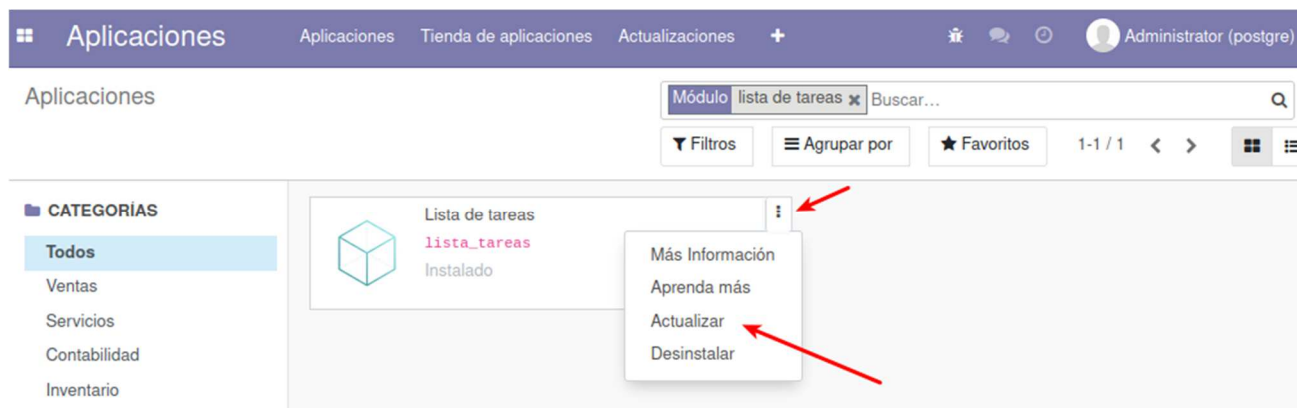 Aplicaciones Aplicaciones Tienda de aplicaciones Actualizaciones + Administrator (postgre)
Aplicaciones
Módulo lista de tareas x Buscar...
Filtros Agrupar por Favoritos 1-1 / 1
CATEGORÍAS
Todos
Ventas
Servicios
Contabilidad
Inventario
Lista de tareas
lista_tareas
Instalado
Más Información
Aprenda más
Actualizar
Desinstalar